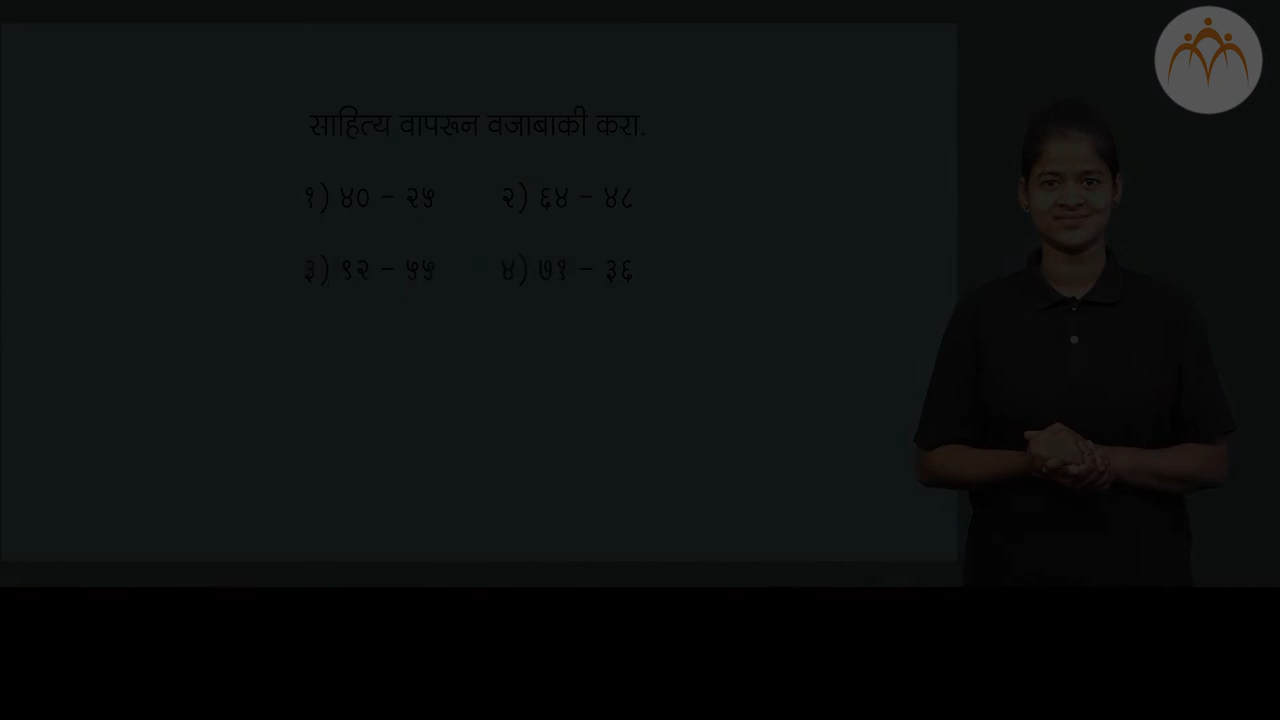 साहित्य वापरून वजाबाकी करा.
१) ४० – २५ २) ६४ – ४८
३) ९२ – ५५ ४) ७१ – ३६